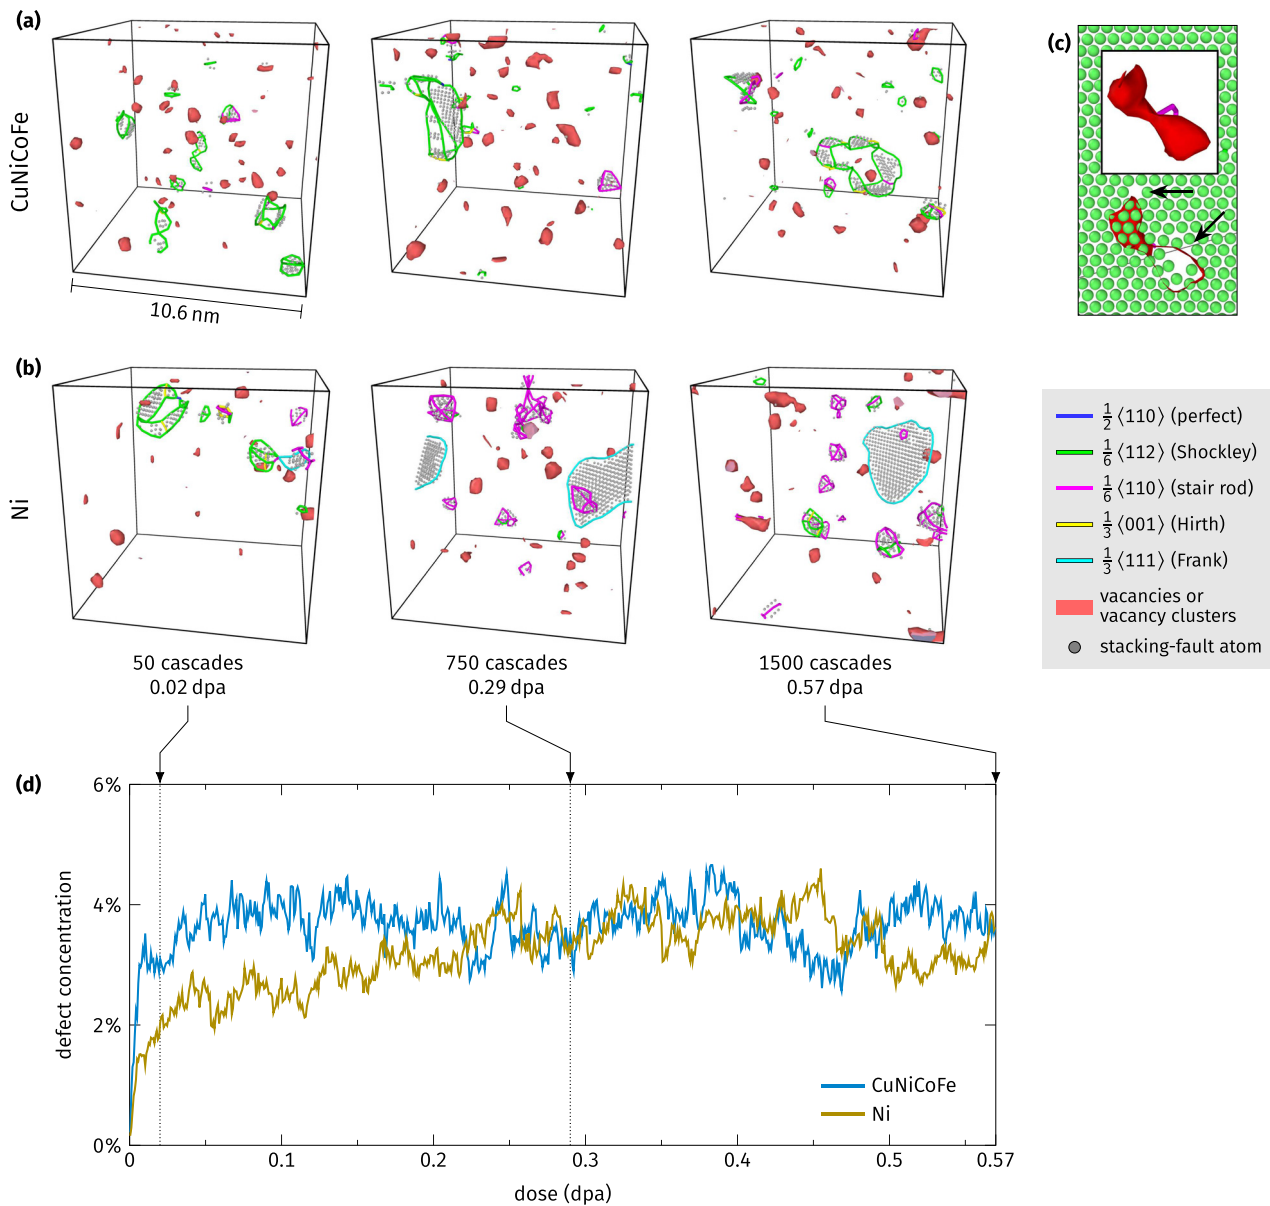 (a)
CuNiCoFe
10.6 nm
(c)
(b)
Ni
50 cascades
0.02 dpa
750 cascades
0.29 dpa
1500 cascades
0.57 dpa
1/2 ⟨110⟩ (perfect)
1/6 ⟨112⟩ (Shockley)
1/6 ⟨110⟩ (stair rod)
1/3 ⟨001⟩ (Hirth)
1/3 ⟨111⟩ (Frank)
vacancies or
vacancy clusters
stacking-fault atom
(d)
defect concentration
6%
4%
2%
0%
CuNiCoFe
Ni
0 0.1 0.2 0.3 0.4 0.5 0.57
dose (dpa)